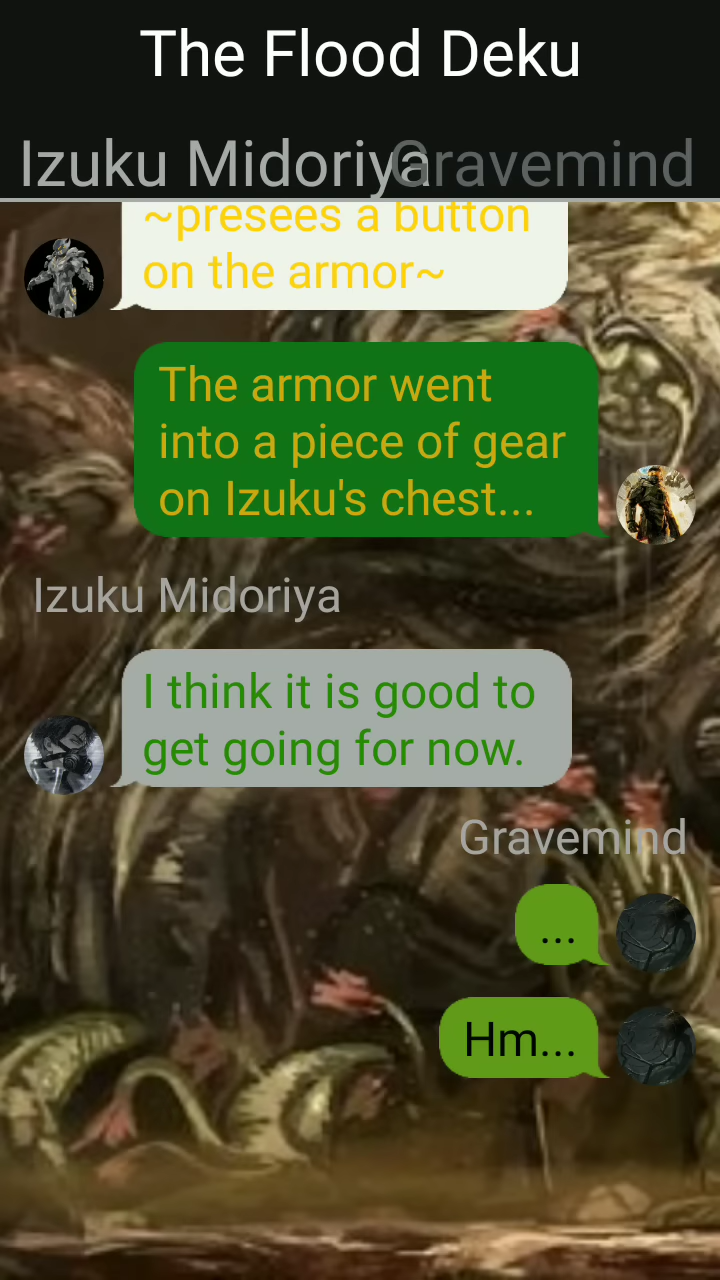 The Flood Deku
Izuku Midoriya Gravemind
~presees a button
on the armor~
The armor went
into a piece of gear
on Izuku's chest...
Izuku Midoriya
I think it is good to
get going for now.
Gravemind
...
Hm...